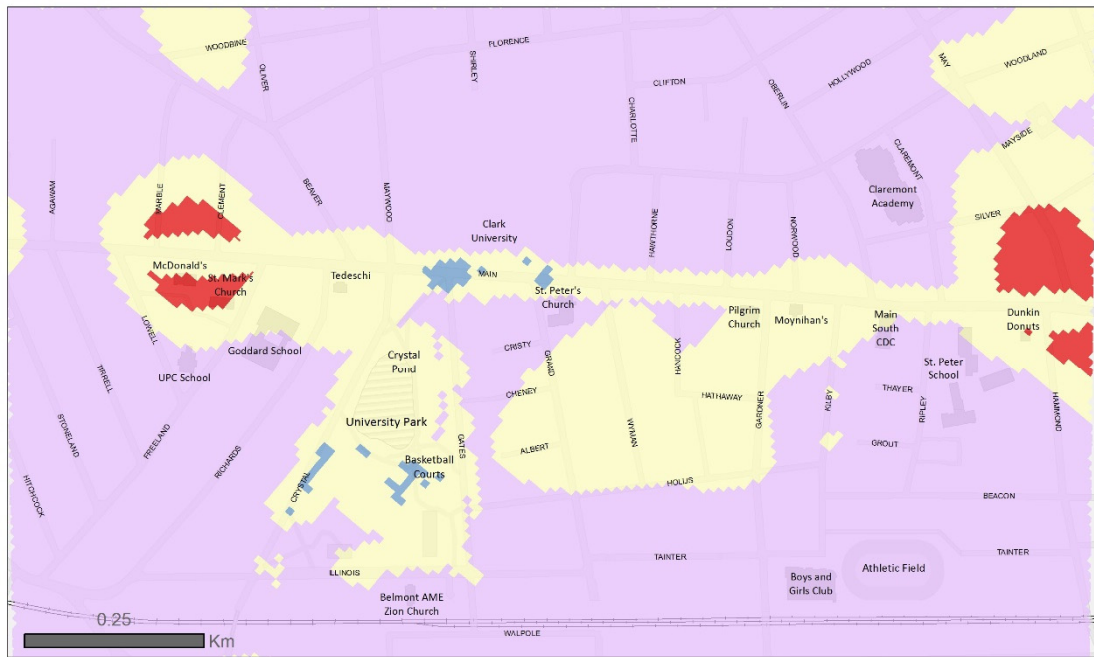 WOODBINE
FLORENCE
SHIRLEY
OLIVER
CLIFTON
HOLLYWOOD
MAY
WOODLAND
OBERLIN
CHARLOTTE
MAYSIDE
CLAREMONT
AGAWAM
MARBLE
CLEMENT
BEAVER
MAYWOOD
Claremont
Academy
SILVER
Clark
University
HAWTHORNE
LOUDON
NORWOOD
McDonald's
St. Mark's
Church
Tedeschi
MAIN
St. Peter's
Church
Pilgrim
Church
Moynihan's
Main
South
CDC
Dunkin
Donuts
LOWELL
Goddard School
UPC School
Crystal
Pond
CRISTY
GRAND
HANCOCK
St. Peter
School
TIRRELL
CHENEY
HATHAWAY
THAYER
KILBY
RIPLEY
GARDNER
HAMMOND
STONELAND
FREELAND
University Park
WYMAN
GATES
ALBERT
GROUT
RICHARDS
Basketball
Courts
CRYSTAL
HOLLIS
HITCHCOCK
BEACON
TAINTER
TAINTER
ILLINOIS
Boys and
Girls Club
Athletic Field
Belmont AME
Zion Church
0.25
Km
WALPOLE